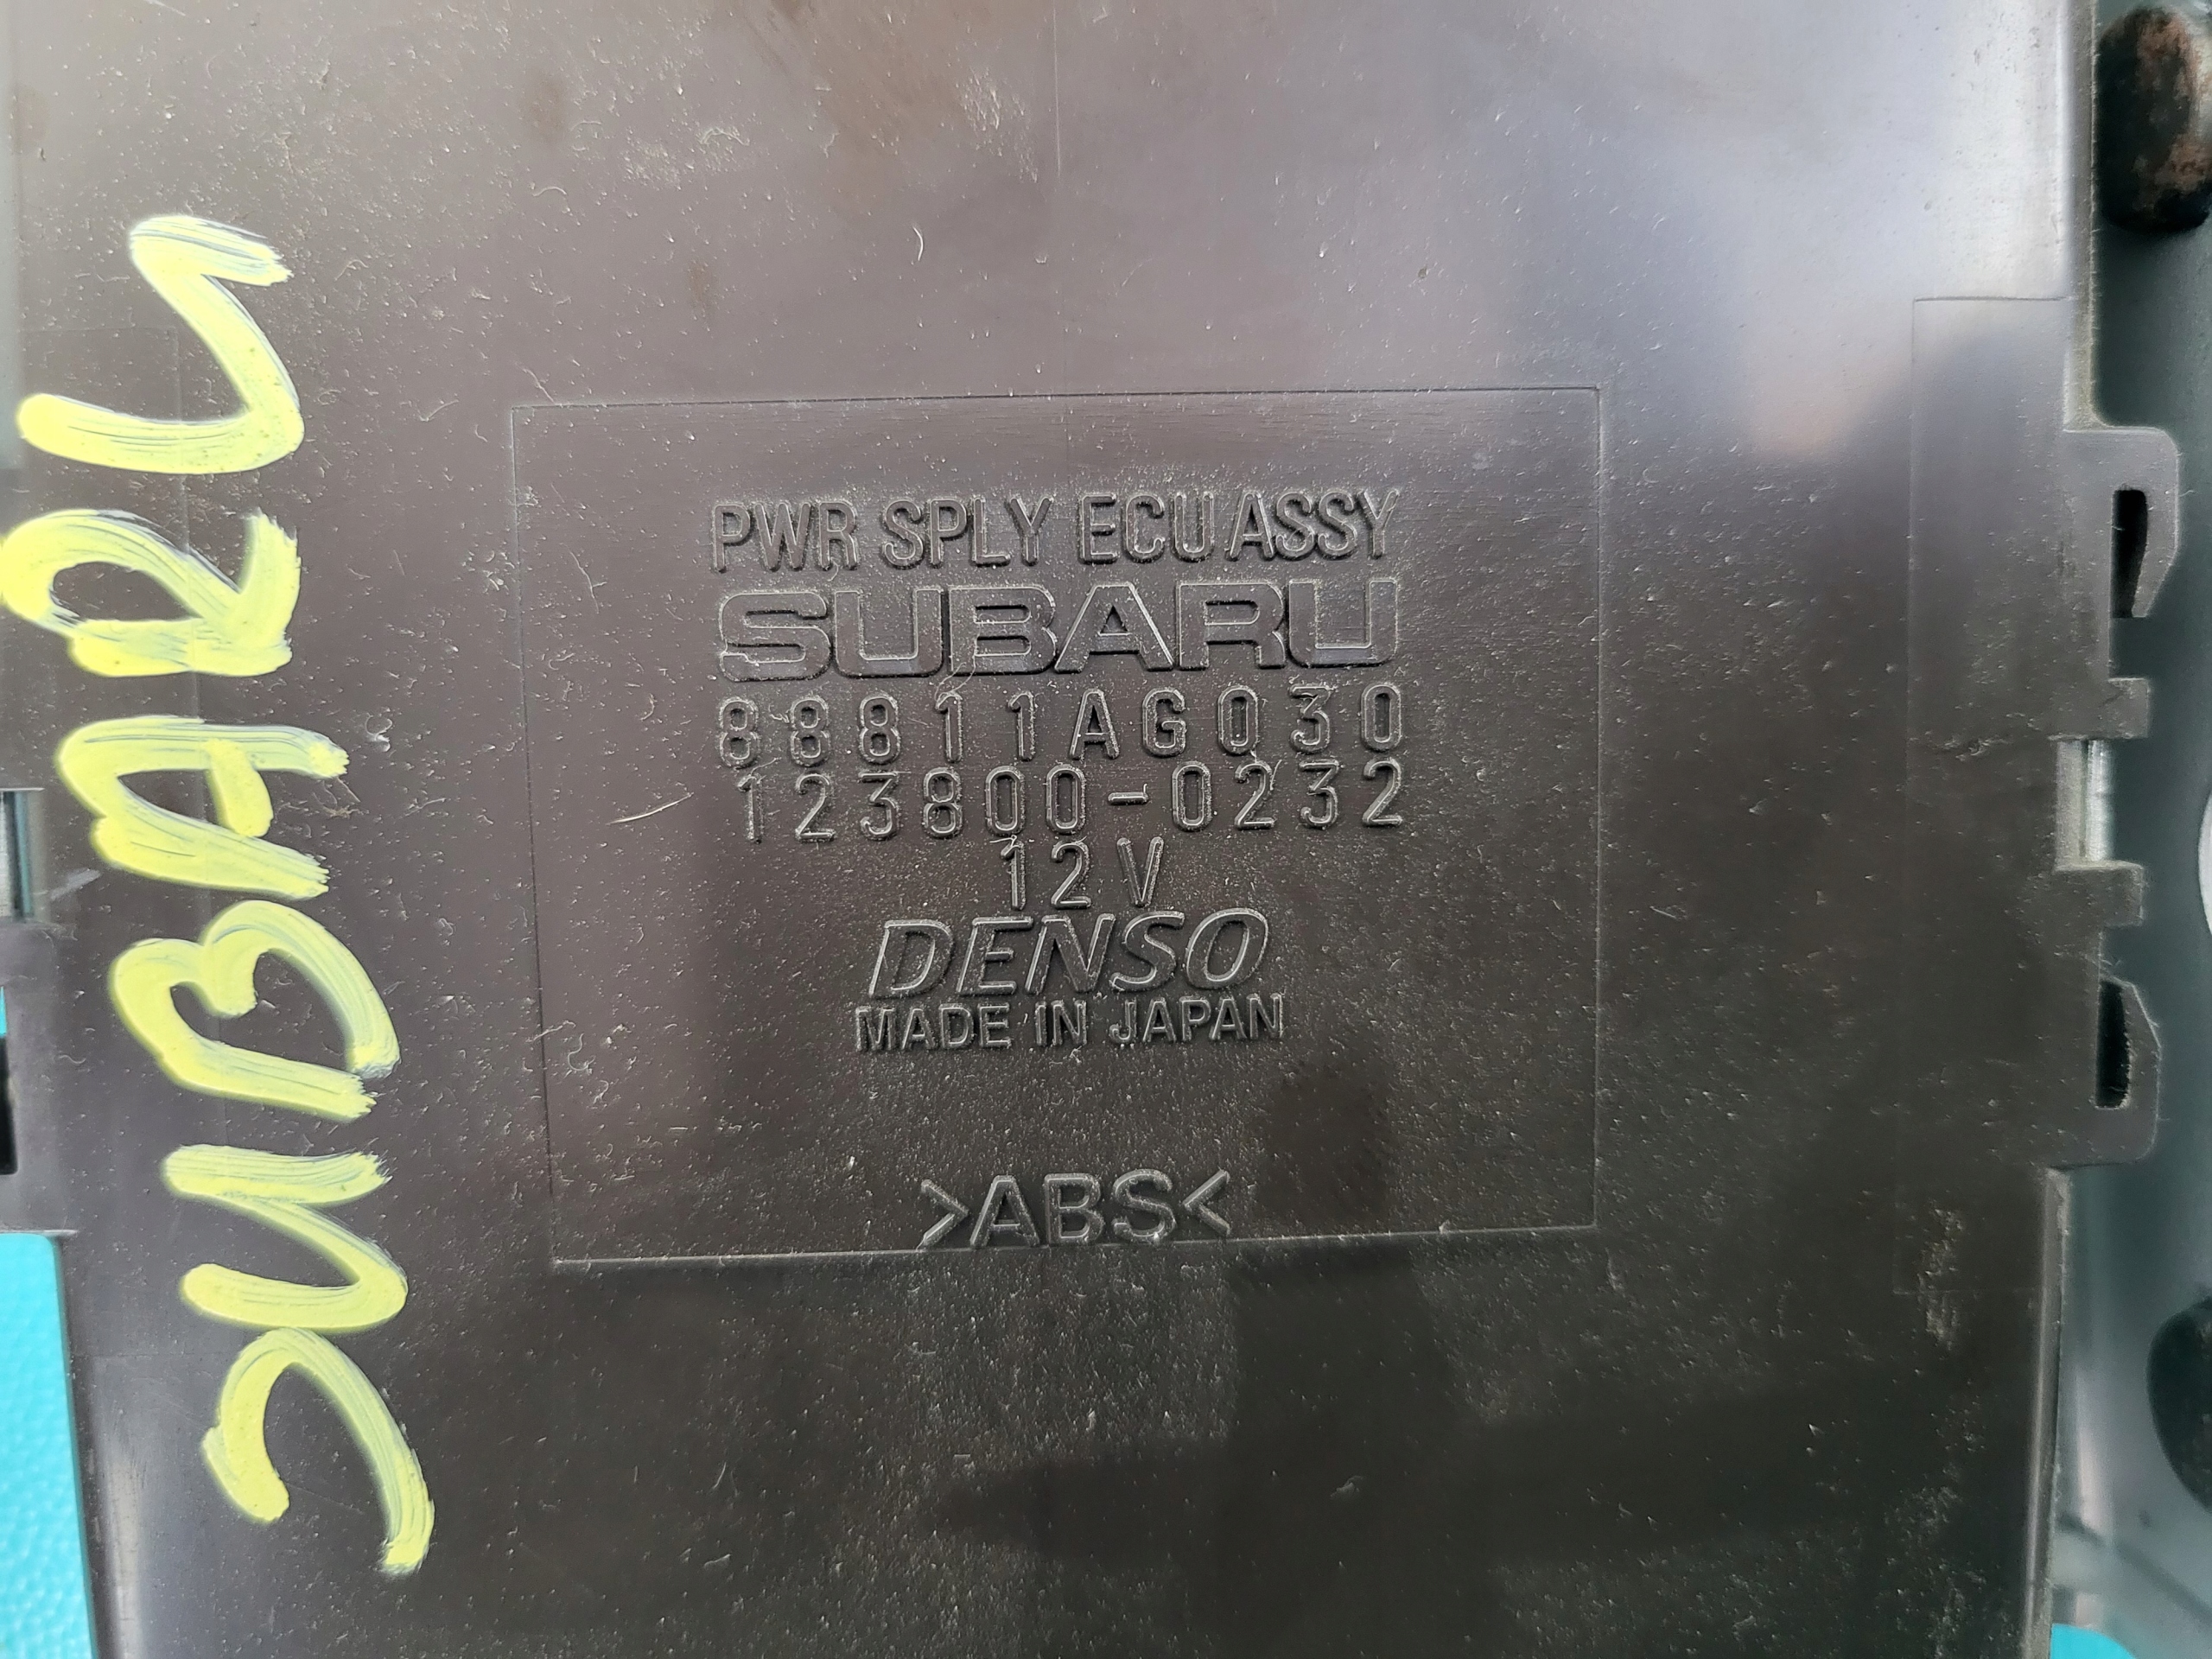 PWR SPLY ECU ASSY
SUBARU
88811AG030
123800-0232
12V
DENSO
MADE IN JAPAN
>ABS<
SUBARU